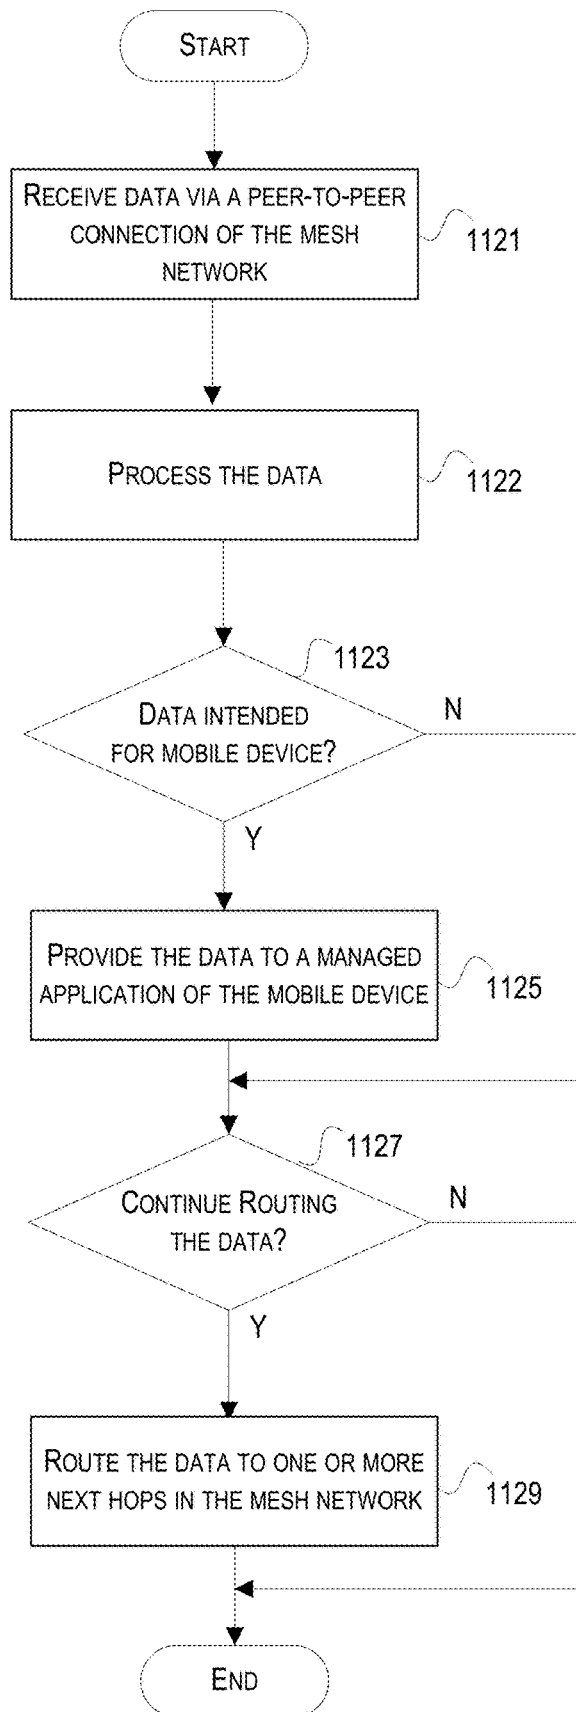 START
RECEIVE DATA VIA A PEER-TO-PEER
CONNECTION OF THE MESH
NETWORK
1121
PROCESS THE DATA
1122
1123
DATA INTENDED
FOR MOBILE DEVICE?
N
Y
PROVIDE THE DATA TO A MANAGED
APPLICATION OF THE MOBILE DEVICE
1125
1127
CONTINUE ROUTING
THE DATA?
N
Y
ROUTE THE DATA TO ONE OR MORE
NEXT HOPS IN THE MESH NETWORK
1129
END